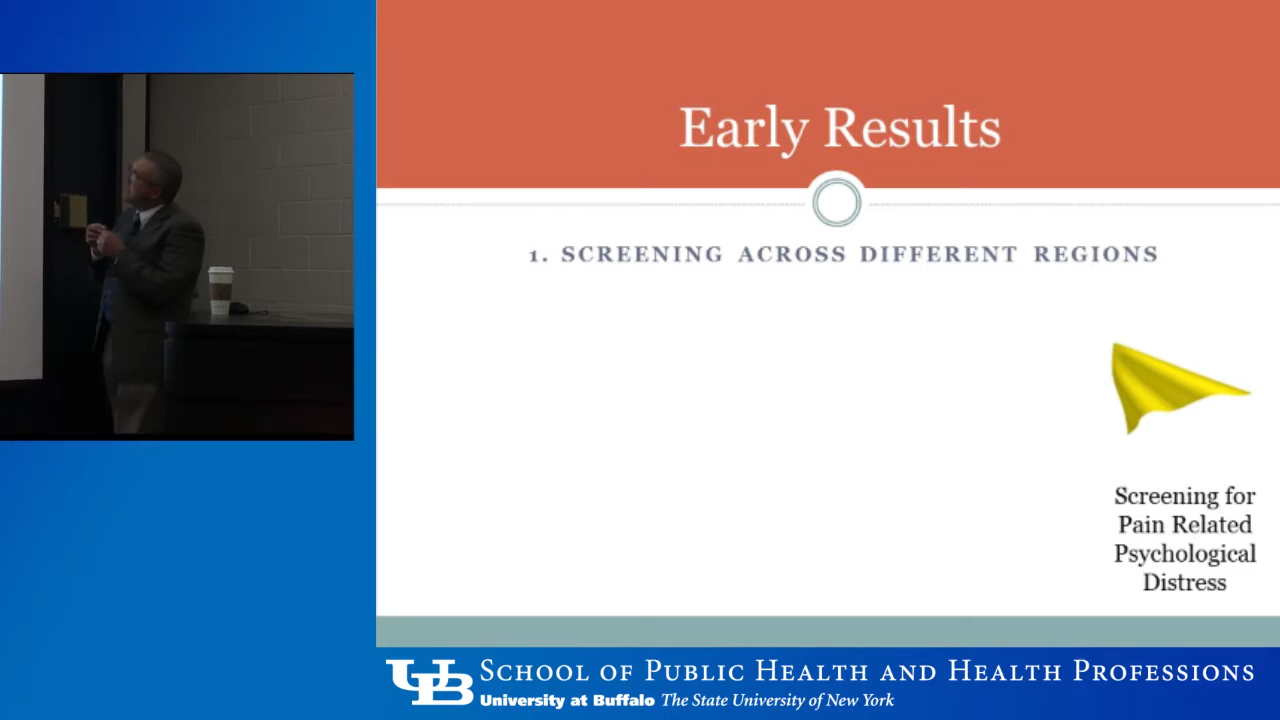 Early Results
1. SCREENING ACROSS DIFFERENT REGIONS
Screening for
Pain Related
Psychological
Distress
UB
SCHOOL OF PUBLIC HEALTH AND HEALTH PROFESSIONS
University at Buffalo The State University of New York